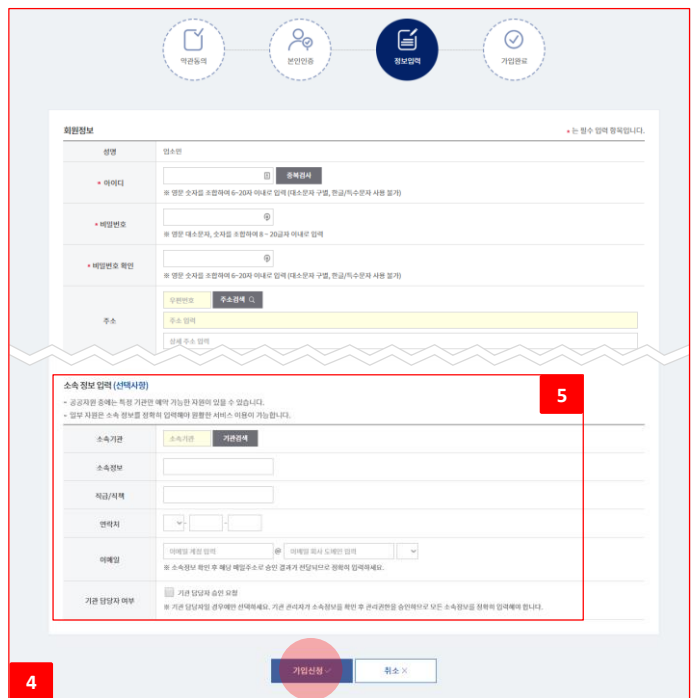 약관동의
본인인증
정보입력
가입완료
회원정보
* 는 필수 입력 항목입니다.
성명
* 아이디
중복검사
※ 영문 숫자를 조합하여 6~20자 이내로 입력 (대소문자 구별, 한글/특수문자 사용 불가)
* 비밀번호
※ 영문 대소문자, 숫자를 조합하여 8 ~ 20글자 이내로 입력
* 비밀번호 확인
※ 영문 숫자를 조합하여 6~20자 이내로 입력 (대소문자 구별, 한글/특수문자 사용 불가)
주소
우편번호 주소검색
주소 입력
상세 주소 입력
소속 정보 입력 (선택사항)
5
- 공공자원 중에는 특정 기관만 예약 가능한 자원이 있을 수 있습니다.
- 일부 자원은 소속 정보를 정확히 입력해야 원활한 서비스 이용이 가능합니다.
소속기관 소속기관 기관검색
소속정보
직급/직책
연락처 - -
이메일
이메일 계정 입력 @ 이메일 회사 도메인 입력
※ 소속정보 확인 후 해당 메일주소로 승인 결과가 전달되므로 정확히 입력하세요.
기관 담당자 여부
기관 담당자 승인 요청
※ 기관 담당자일 경우에만 선택하세요. 기관 관리자가 소속정보를 확인 후 관리권한을 승인하므로 모든 소속정보를 정확히 입력해야 합니다.
가입신청
취소 X
4